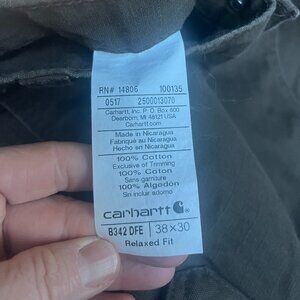 RN# 14806 100135
0517 2500013070
Carhartt, Inc. P.O. Box 600
Dearborn, MI 48121 USA
Carhartt.com
Made in Nicaragua
Fabriqué au Nicaragua
Hecho en Nicaragua
100% Cotton
Exclusive of Trimming
100% Coton
Sans garniture
100% Algodón
Sin incluir adorno
carhartt
B342 DFE 38×30
Relaxed Fit